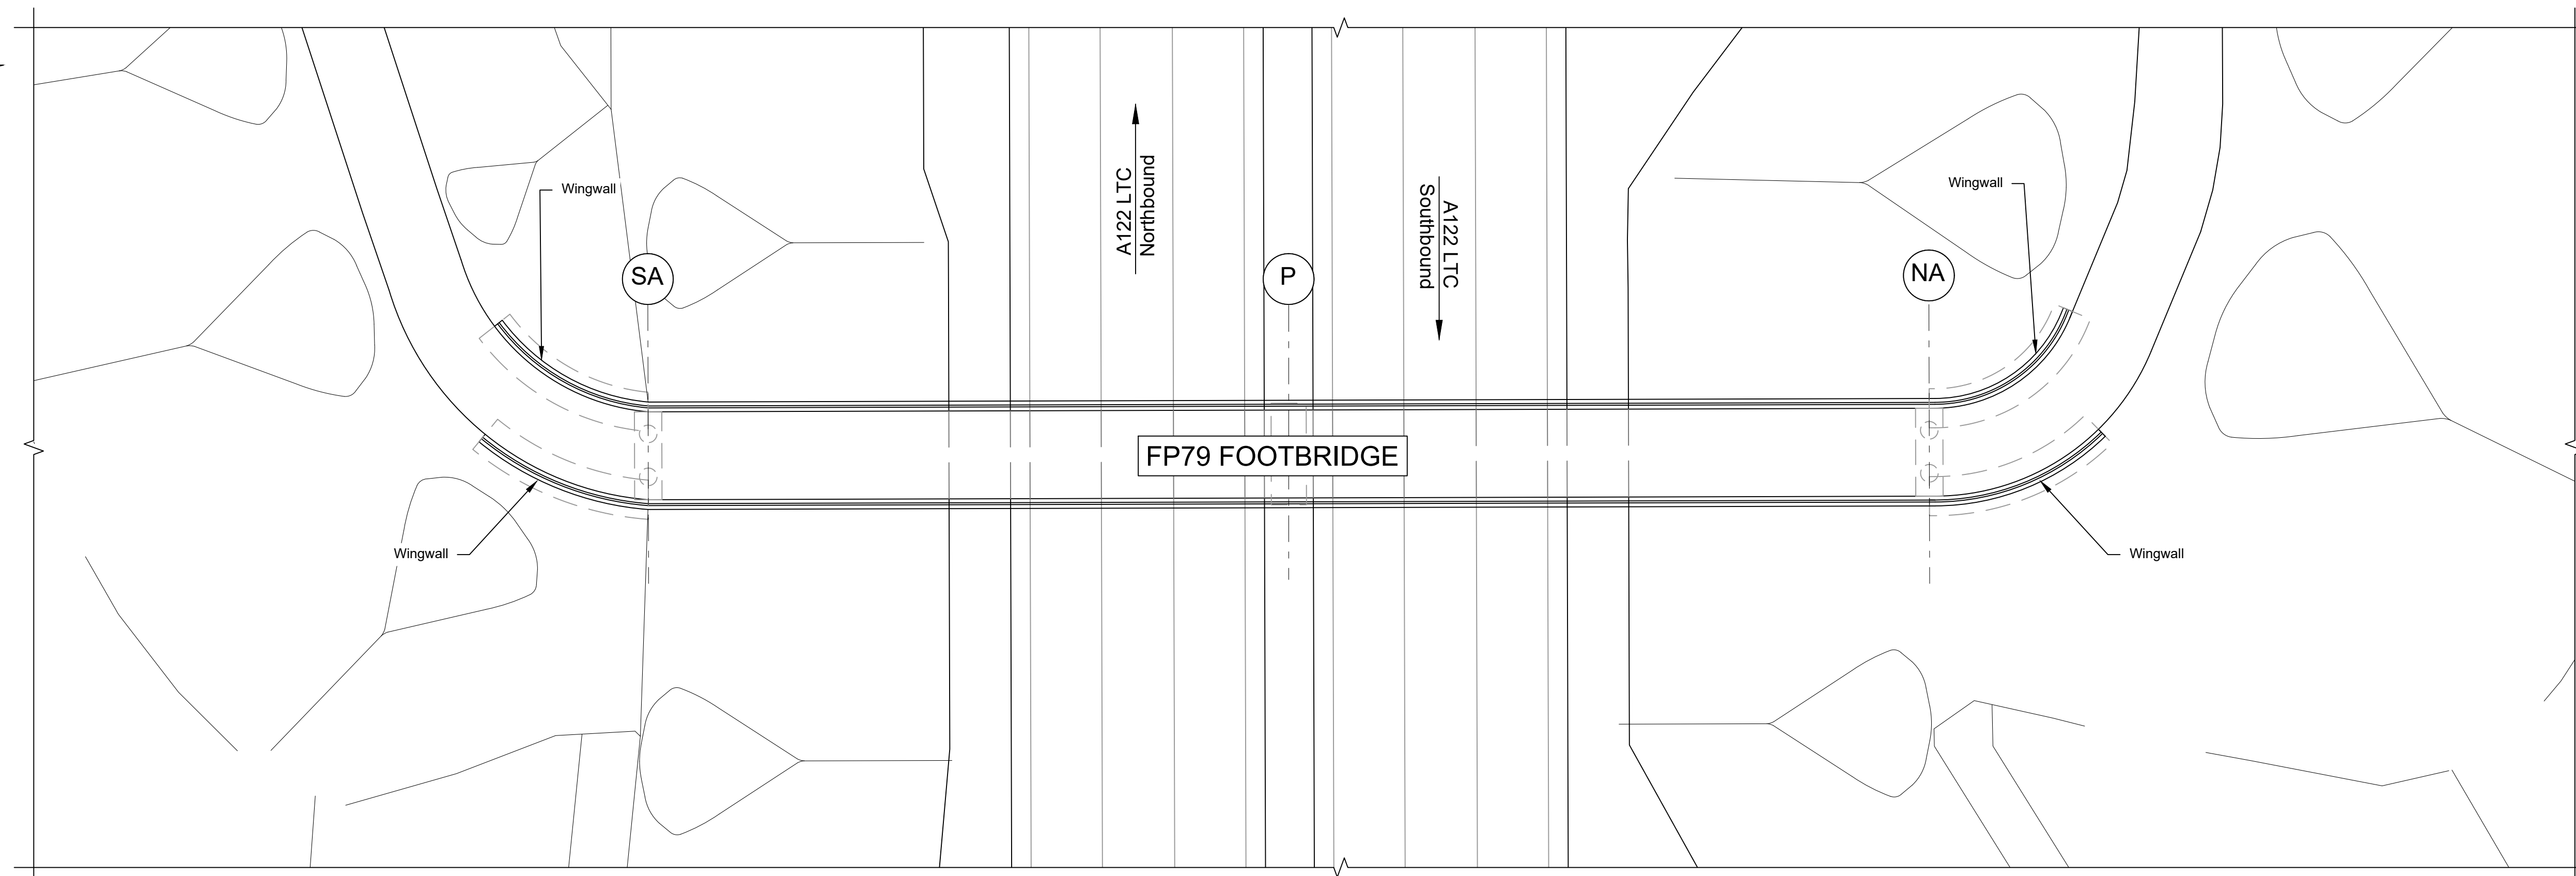 A122 LTC
Northbound
A122 LTC
Southbound
Wingwall
Wingwall
SA
P
NA
FP79 FOOTBRIDGE
Wingwall
Wingwall